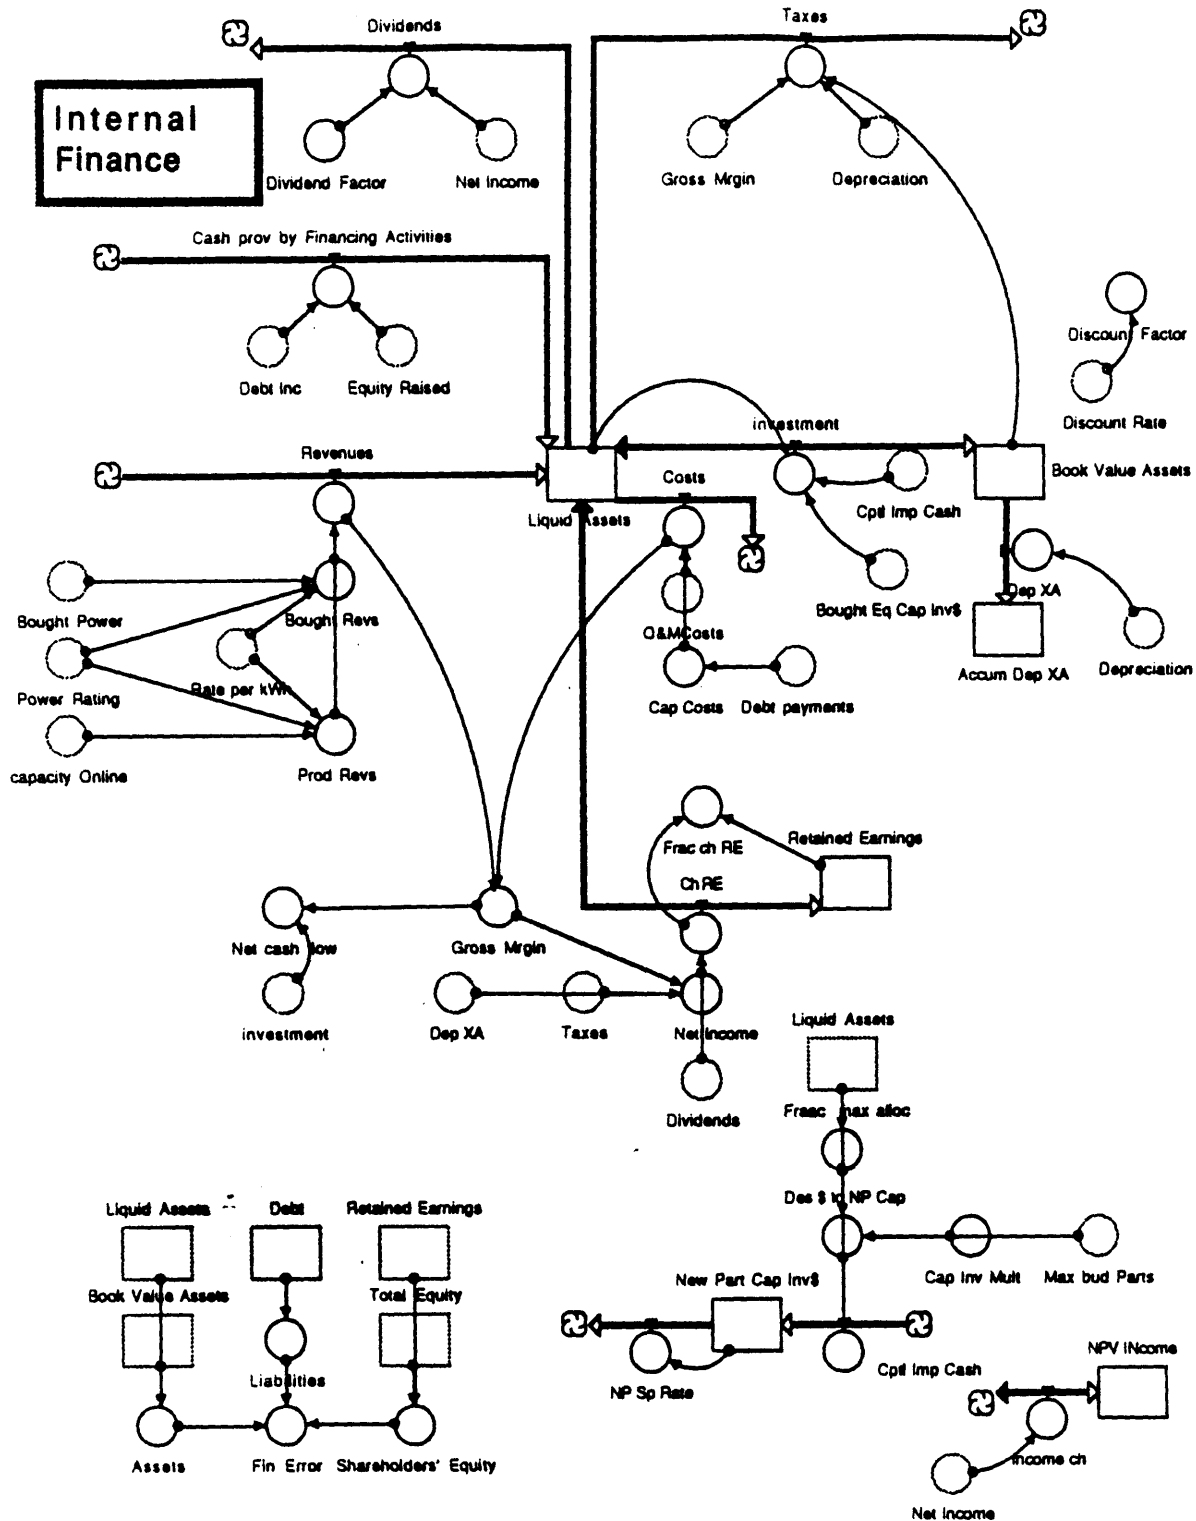 Dividends
Taxes
Internal
Finance
Dividend Factor
Net Income
Gross Mrgin
Depreciation
Cash prov by Financing Activities
Debt Inc
Equity Raised
Discount Factor
Discount Rate
Revenues
investment
Book Value Assets
Costs
Liquid Assets
Cptl Imp Cash
Bought Power
Bought Revs
O&MCosts
Bought Eq Cap Inv$
Dep XA
Power Rating
Rate per kWh
Cap Costs
Debt payments
Accum Dep XA
Depreciation
capacity Online
Prod Revs
Frac ch RE
Retained Earnings
Ch RE
Net cash flow
Gross Mrgin
investment
Dep XA
Taxes
Net Income
Liquid Assets
Dividends
Fraac max alloc
Liquid Assets
Debt
Retained Earnings
Des $ to NP Cap
Book Value Assets
Total Equity
New Part Cap Inv$
Cap Inv Mult
Max bud Parts
Liabilities
NP Sp Rate
Cptl Imp Cash
NPV INcome
Assets
Fin Error
Shareholders' Equity
Income ch
Net Income